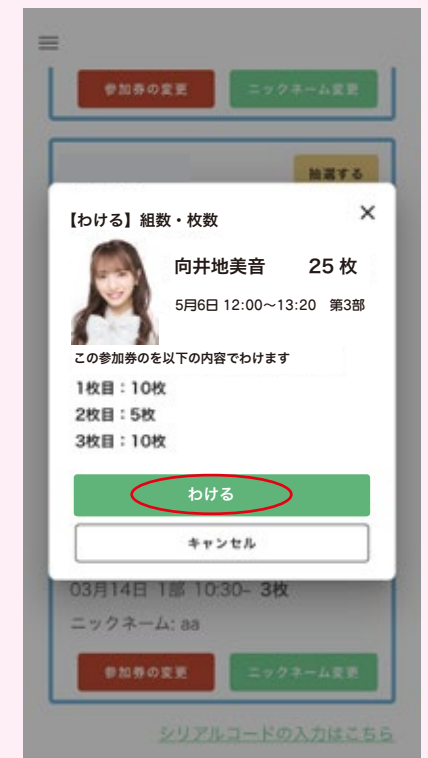 参加券の変更 ニックネーム変更
抽選する
【わける】組数・枚数 ×
向井地美音 25 枚
5月6日 12:00〜13:20 第3部
この参加券のを以下の内容でわけます
1枚目：10枚
2枚目：5枚
3枚目：10枚
わける
キャンセル
03月14日 1部 10:30- 3枚
ニックネーム: aa
参加券の変更 ニックネーム変更
シリアルコードの入力はこちら